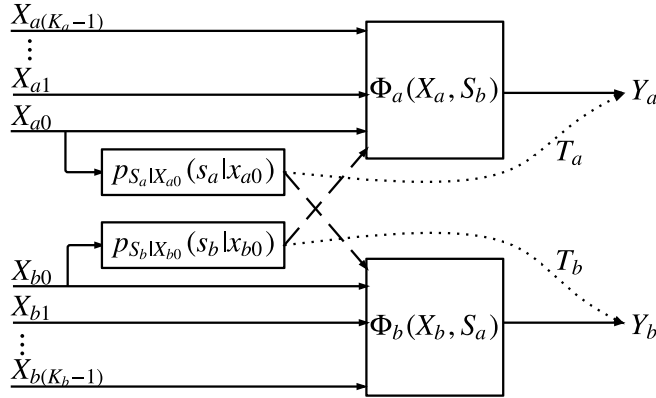 X_{a(K_a-1)}
X_{a1}
Φ_a(X_a, S_b)
Y_a
X_{a0}
T_a
p_{S_a|X_{a0}}(s_a|x_{a0})
p_{S_b|X_{b0}}(s_b|x_{b0})
X_{b0}
T_b
X_{b1}
Φ_b(X_b, S_a)
Y_b
X_{b(K_b-1)}